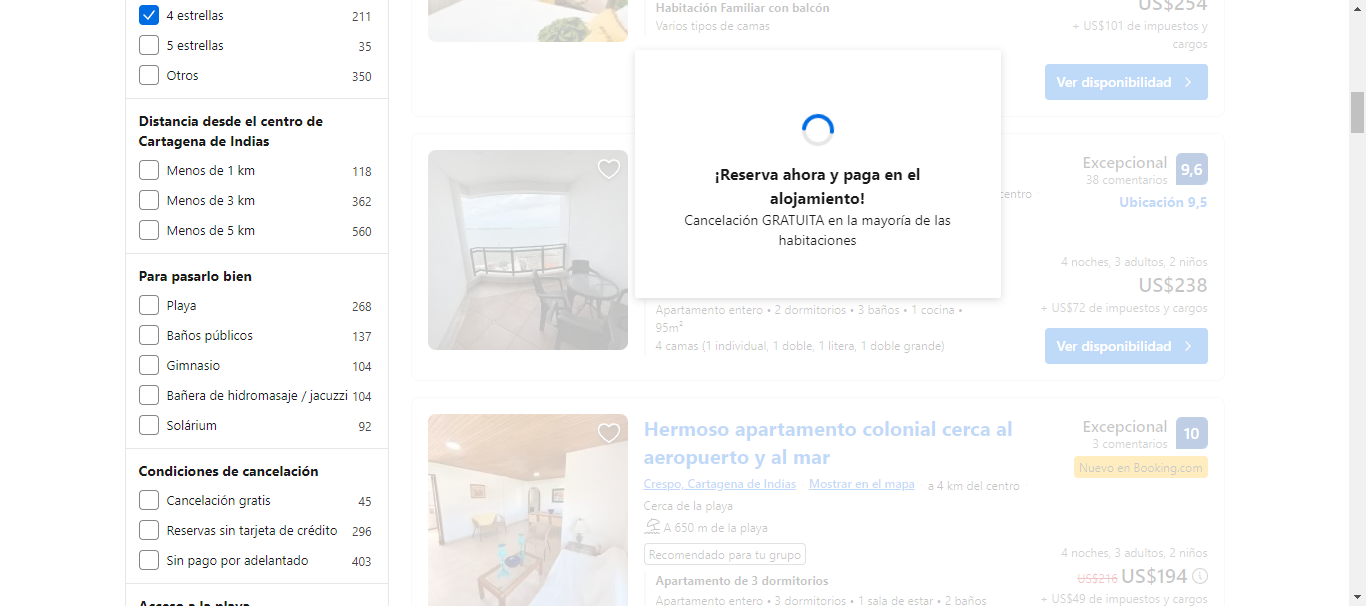 4 estrellas 211
5 estrellas 35
Otros 350
Distancia desde el centro de
Cartagena de Indias
Menos de 1 km 118
Menos de 3 km 362
Menos de 5 km 560
Para pasarlo bien
Playa 268
Baños públicos 137
Gimnasio 104
Bañera de hidromasaje / jacuzzi 104
Solárium 92
Condiciones de cancelación
Cancelación gratis 45
Reservas sin tarjeta de crédito 296
Sin pago por adelantado 403
Acceso a la playa
Habitación Familiar con balcón
Varios tipos de camas
US$254
+ US$101 de impuestos y
cargos
Ver disponibilidad
¡Reserva ahora y paga en el
alojamiento!
Cancelación GRATUITA en la mayoría de las
habitaciones
centro
Excepcional 9,6
38 comentarios
Ubicación 9,5
4 noches, 3 adultos, 2 niños
US$238
+ US$72 de impuestos y cargos
Apartamento entero • 2 dormitorios • 3 baños • 1 cocina •
95m²
4 camas (1 individual, 1 doble, 1 litera, 1 doble grande)
Ver disponibilidad
Hermoso apartamento colonial cerca al
aeropuerto y al mar
Crespo, Cartagena de Indias Mostrar en el mapa a 4 km del centro
Cerca de la playa
A 650 m de la playa
Recomendado para tu grupo
Apartamento de 3 dormitorios
Apartamento entero • 3 dormitorios • 1 sala de estar • 2 baños
Excepcional 10
3 comentarios
Nuevo en Booking.com
4 noches, 3 adultos, 2 niños
US$216 US$194
+ US$49 de impuestos y cargos